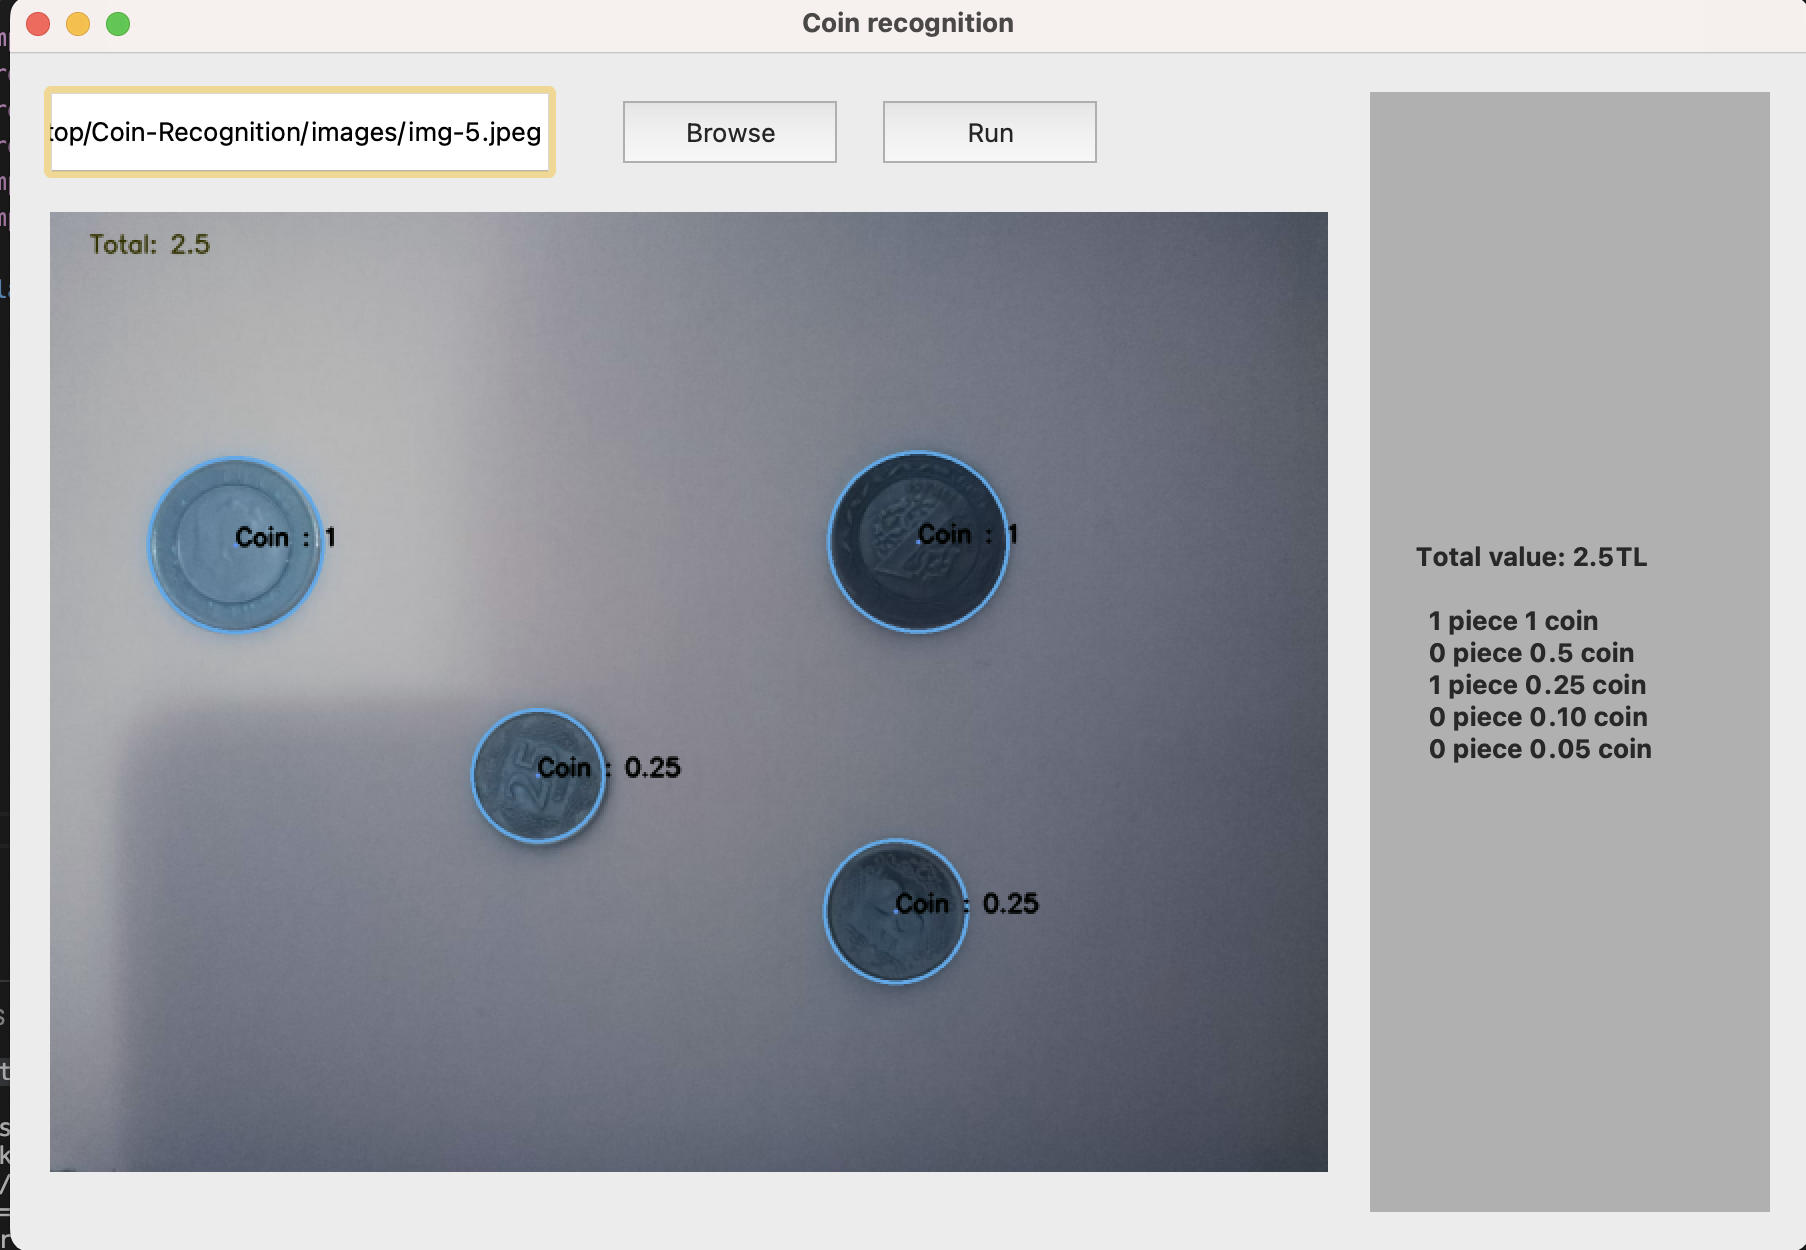 Coin recognition
top/Coin-Recognition/images/img-5.jpeg
Browse
Run
Total: 2.5
Coin : 1
Coin : 1
25
Coin : 0.25
Coin : 0.25
Total value: 2.5TL
1 piece 1 coin
0 piece 0.5 coin
1 piece 0.25 coin
0 piece 0.10 coin
0 piece 0.05 coin